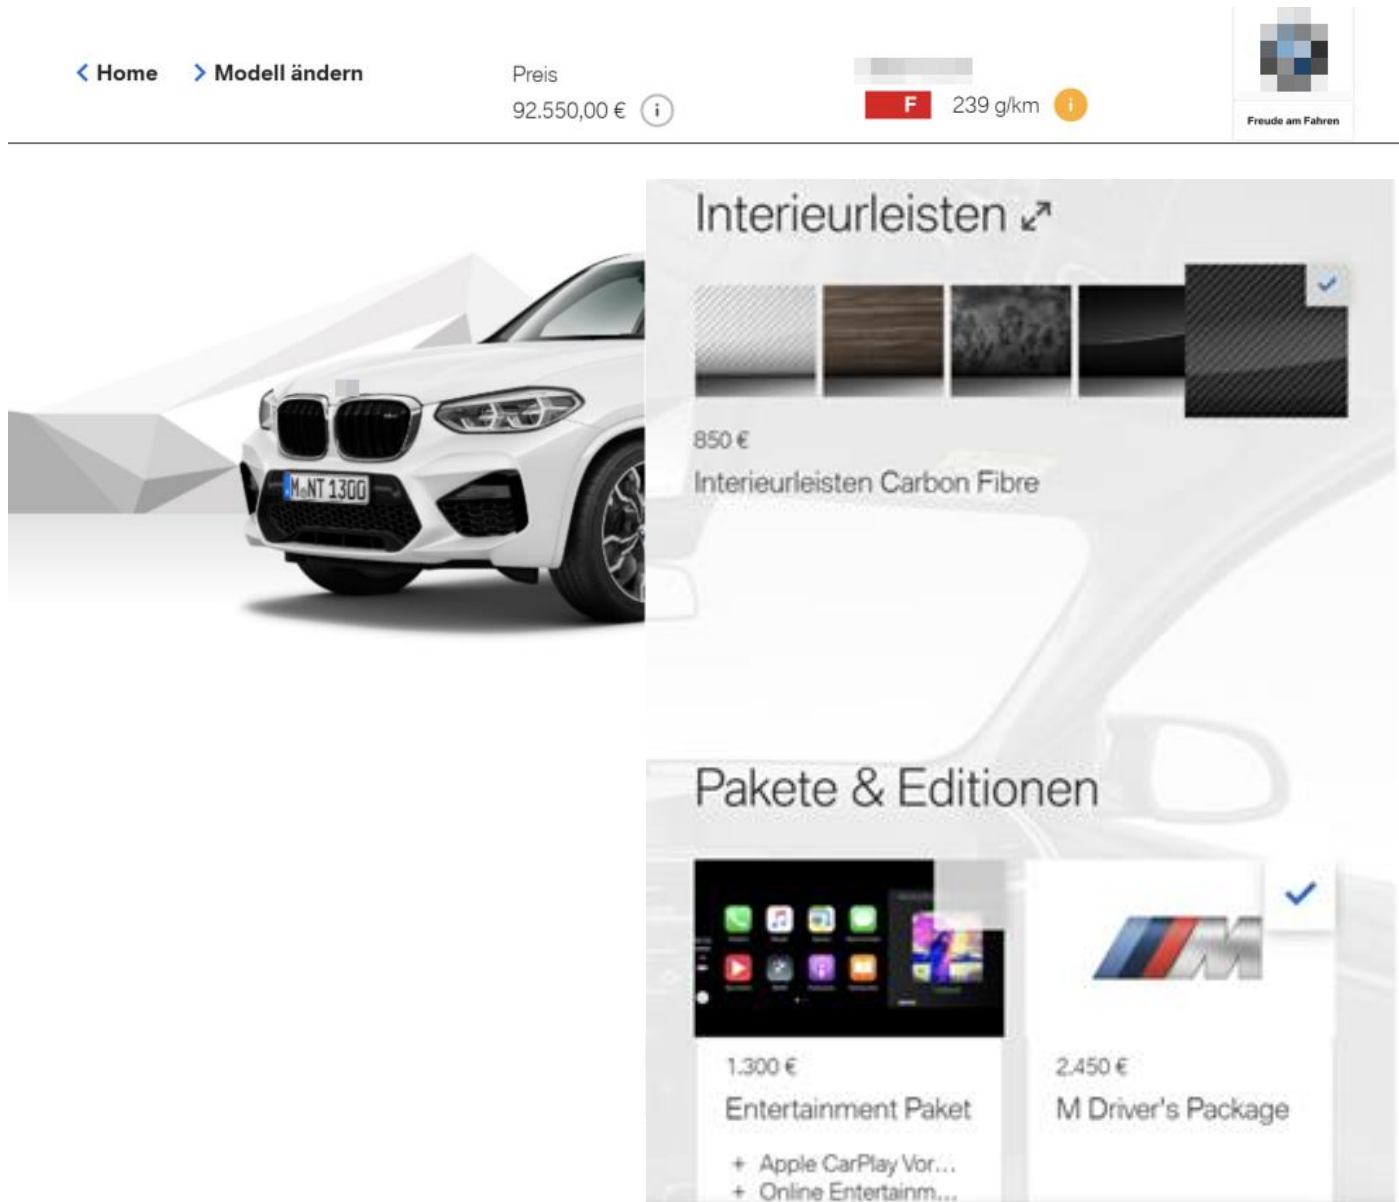 Home
Modell ändern
Preis
92.550,00 €
i
F
239 g/km
i
Freude am Fahren
Interieurleisten
M NT 1300
850 €
Interieurleisten Carbon Fibre
Pakete & Editionen
M
1.300 €
Entertainment Paket
+ Apple CarPlay Vor...
+ Online Entertainm...
2.450 €
M Driver's Package